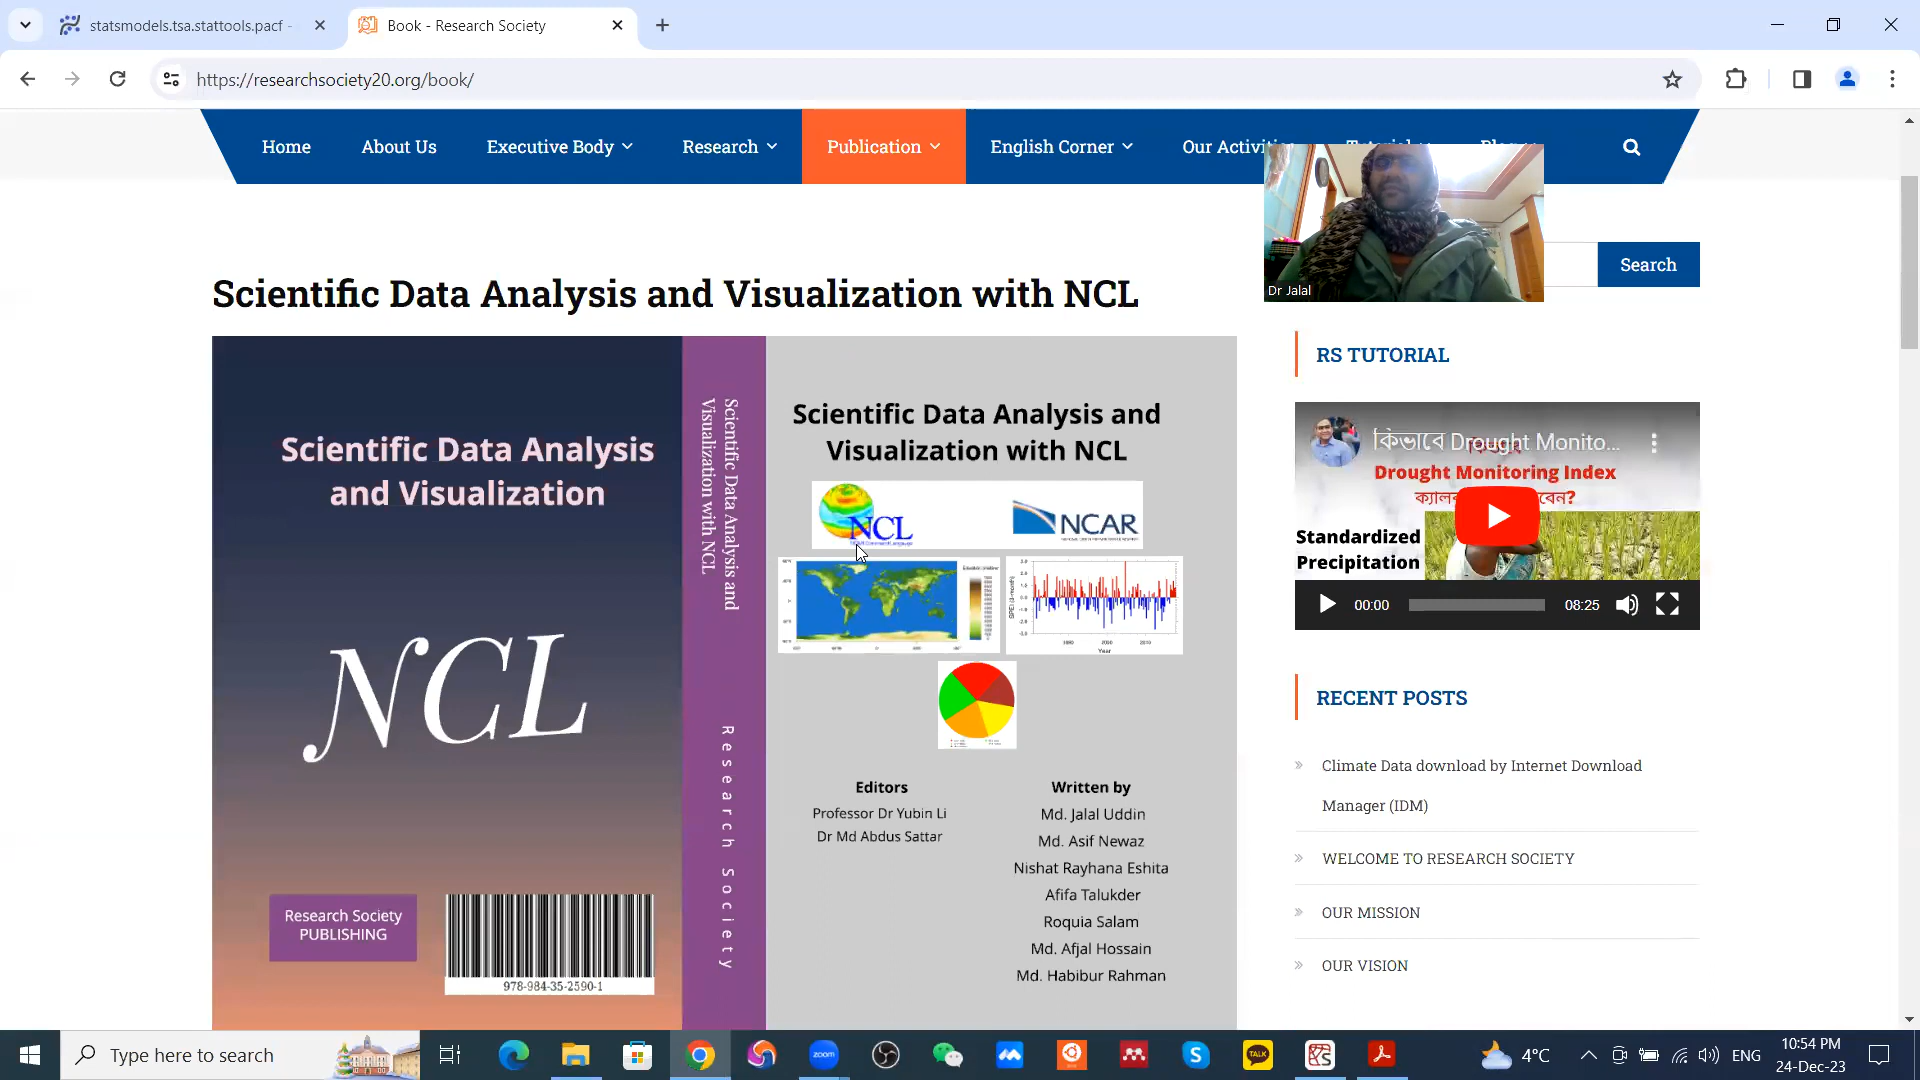 statsmodels.tsa.stattools.pacf -
Book - Research Society
https://researchsociety20.org/book/
Home
About Us
Executive Body
Research
Publication
English Corner
Our Activities
Dr Jalal
Search
Scientific Data Analysis and Visualization with NCL
Scientific Data Analysis
and Visualization
NCL
Research Society
PUBLISHING
978-984-35-2590-1
Scientific Data Analysis and
Visualization with NCL
Research Society
Scientific Data Analysis and
Visualization with NCL
NCL
NCAR
SPEI (3-month)
Year
Editors
Professor Dr Yubin Li
Dr Md Abdus Sattar
Written by
Md. Jalal Uddin
Md. Asif Newaz
Nishat Rayhana Eshita
Afifa Talukder
Roquia Salam
Md. Afjal Hossain
Md. Habibur Rahman
RS TUTORIAL
কিভাবে Drought Monito...
Drought Monitoring Index
Standardized
Precipitation
00:00
08:25
RECENT POSTS
Climate Data download by Internet Download
Manager (IDM)
WELCOME TO RESEARCH SOCIETY
OUR MISSION
OUR VISION
Type here to search
zoom
TALK
4°C
ENG
10:54 PM
24-Dec-23